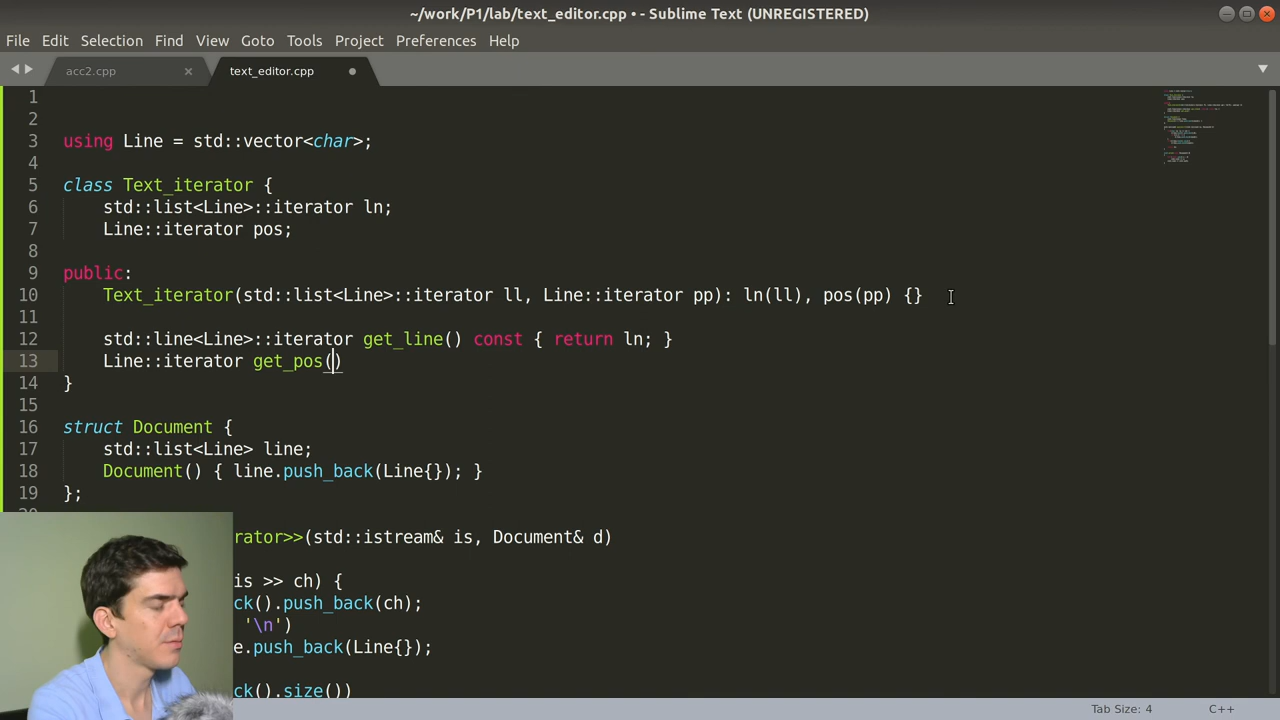 ~/work/P1/lab/text_editor.cpp • - Sublime Text (UNREGISTERED)
File Edit Selection Find View Goto Tools Project Preferences Help
acc2.cpp text_editor.cpp
1
2
3 using Line = std::vector<char>;
4
5 class Text_iterator {
6 std::list<Line>::iterator ln;
7 Line::iterator pos;
8
9 public:
10 Text_iterator(std::list<Line>::iterator ll, Line::iterator pp): ln(ll), pos(pp) {}
11
12 std::line<Line>::iterator get_line() const { return ln; }
13 Line::iterator get_pos()
14 }
15
16 struct Document {
17 std::list<Line> line;
18 Document() { line.push_back(Line{}); }
19 };
rator>>(std::istream& is, Document& d)
is >> ch) {
ck().push_back(ch);
'\n')
e.push_back(Line{});
ck().size())
Tab Size: 4 C++